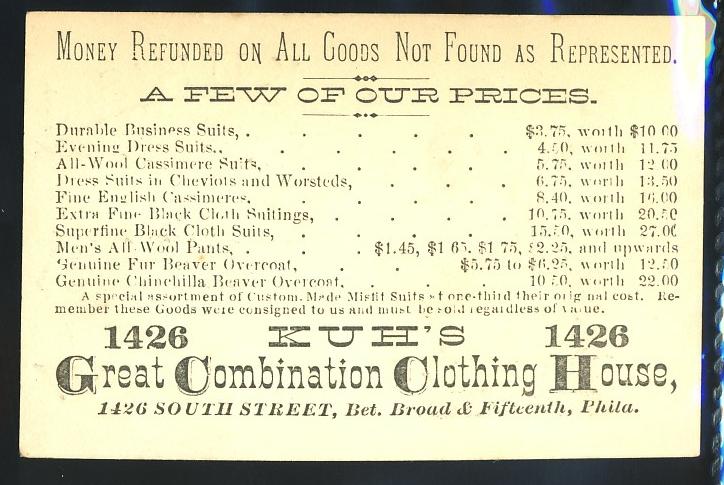 MONEY REFUNDED ON ALL GOODS NOT FOUND AS REPRESENTED.
A FEW OF OUR PRICES.
Durable Business Suits, . . . . . . $3.75, worth $10 00
Evening Dress Suits,. . . . . . . 4.50, worth 11.75
All-Wool Cassimere Suits, . . . . . 5.75, worth 12.00
Dress Suits in Cheviots and Worsteds, . . . . 6.75, worth 13.50
Fine English Cassimeres, . . . . . 8.40, worth 16.00
Extra Fine Black Cloth Suitings, . . . . 10.75, worth 20.50
Superfine Black Cloth Suits, . . . . . 15.50, worth 27.00
Men's All-Wool Pants, . . . $1.45, $1 65, $1 75, $2.25, and upwards
Genuine Fur Beaver Overcoat, . . . $5.75 to $6.25, worth 12.50
Genuine Chinchilla Beaver Overcoat, . . . . 10 50, worth 22.00
A special assortment of Custom-Made Misfit Suits at one-third their original cost. Re-
member these Goods were consigned to us and must be sold regardless of value.
1426 KUH'S 1426
Great Combination Clothing House,
1426 SOUTH STREET, Bet. Broad & Fifteenth, Phila.